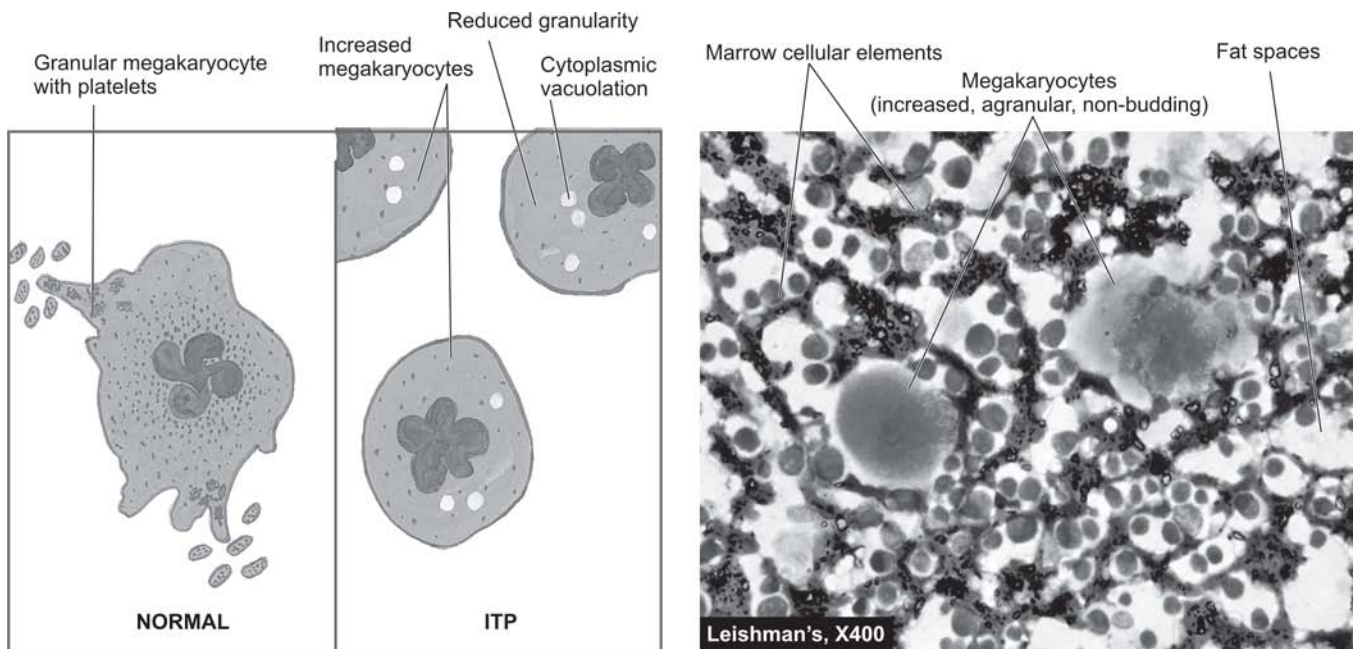 Granular megakaryocyte
with platelets
Increased
megakaryocytes
Reduced granularity
Cytoplasmic
vacuolation
NORMAL
ITP
Marrow cellular elements
Megakaryocytes
(increased, agranular, non-budding)
Fat spaces
Leishman's, X400